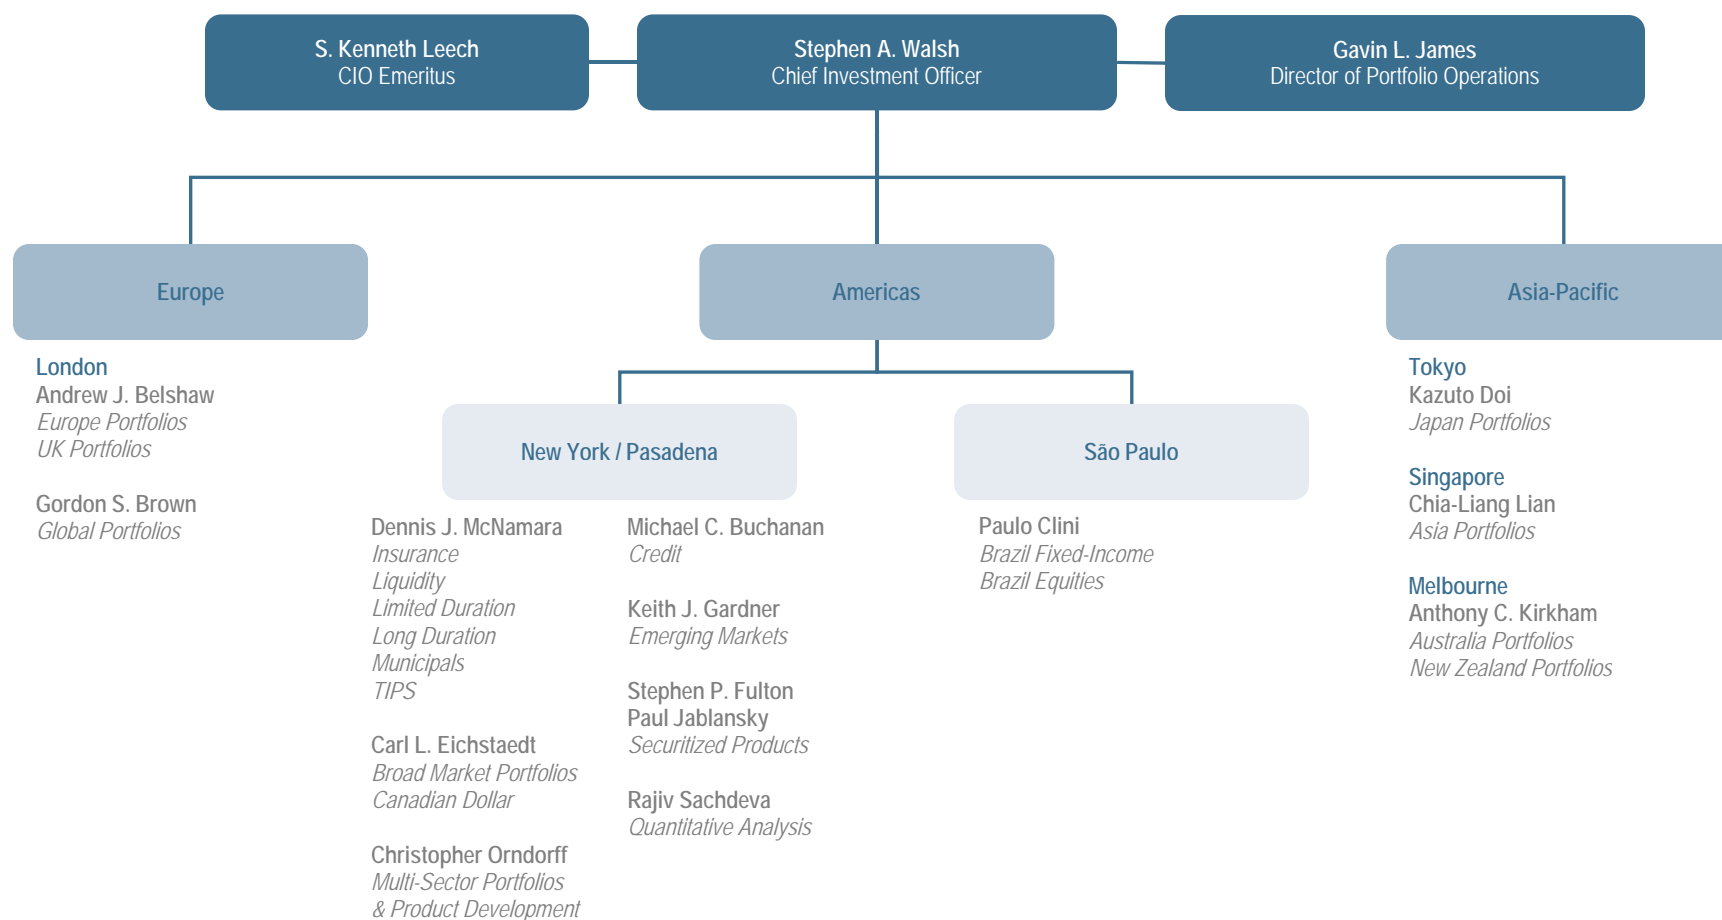 S. Kenneth Leech
CIO Emeritus
Stephen A. Walsh
Chief Investment Officer
Gavin L. James
Director of Portfolio Operations
Europe
Americas
Asia-Pacific
London
Andrew J. Belshaw
Europe Portfolios
UK Portfolios
Gordon S. Brown
Global Portfolios
New York / Pasadena
Dennis J. McNamara
Insurance
Liquidity
Limited Duration
Long Duration
Municipals
TIPS
Carl L. Eichstaedt
Broad Market Portfolios
Canadian Dollar
Christopher Orndorff
Multi-Sector Portfolios
& Product Development
Michael C. Buchanan
Credit
Keith J. Gardner
Emerging Markets
Stephen P. Fulton
Paul Jablansky
Securitized Products
Rajiv Sachdeva
Quantitative Analysis
São Paulo
Paulo Clini
Brazil Fixed-Income
Brazil Equities
Tokyo
Kazuto Doi
Japan Portfolios
Singapore
Chia-Liang Lian
Asia Portfolios
Melbourne
Anthony C. Kirkham
Australia Portfolios
New Zealand Portfolios